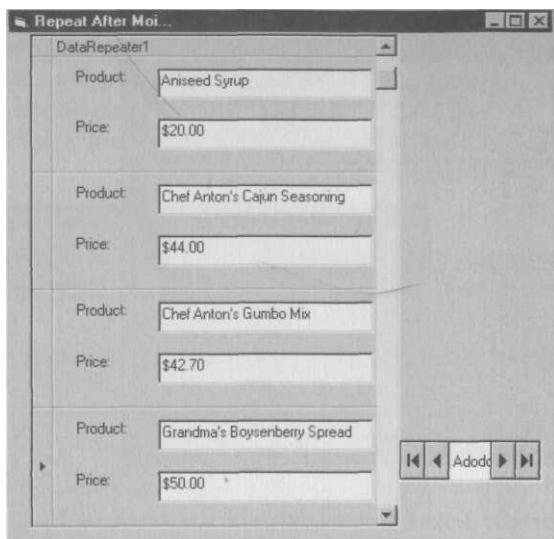 Repeat After Moi...
DataRepeater1
Product:
Aniseed Syrup
Price:
$20.00
Product:
Chef Anton's Cajun Seasoning
Price:
$44.00
Product:
Chef Anton's Gumbo Mix
Price:
$42.70
Product:
Grandma's Boysenberry Spread
Price:
$50.00
Adodc